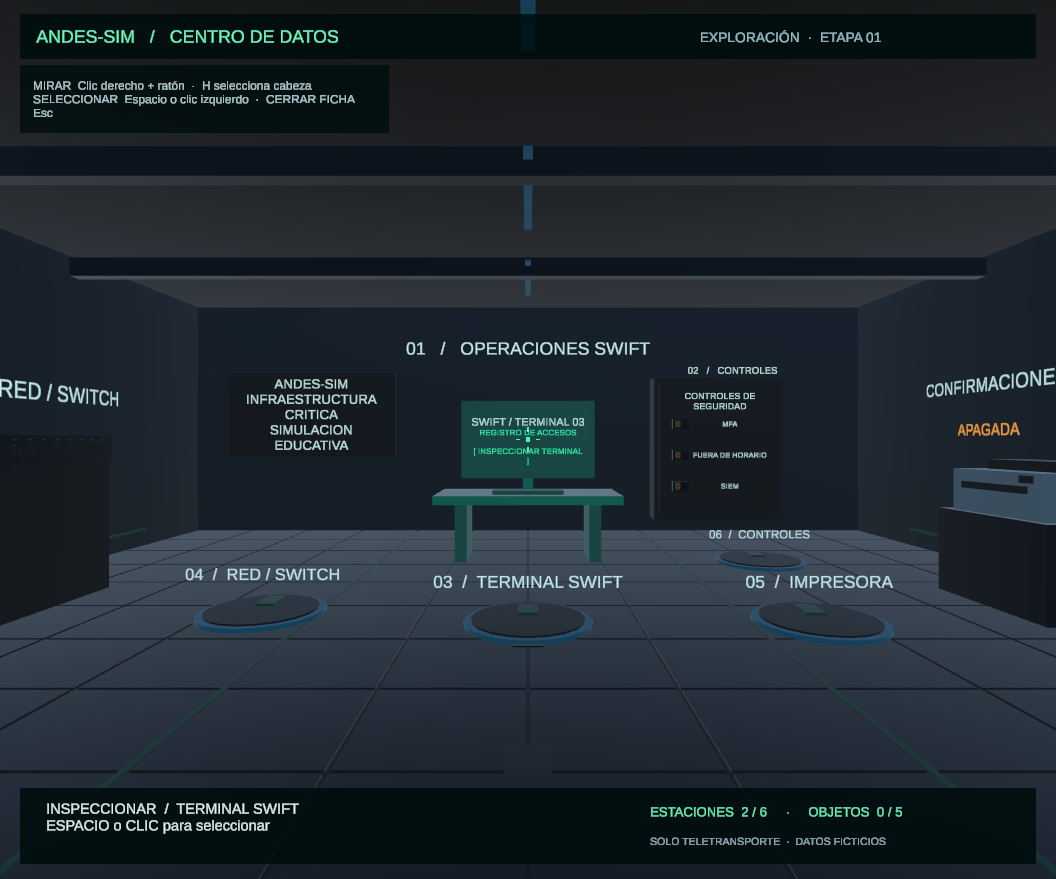 ANDES-SIM / CENTRO DE DATOS
EXPLORACIÓN · ETAPA 01
MIRAR Clic derecho + ratón · H selecciona cabeza
SELECCIONAR Espacio o clic izquierdo · CERRAR FICHA
Esc
01 / OPERACIONES SWIFT
02 / CONTROLES
RED / SWITCH
ANDES-SIM
INFRAESTRUCTURA
CRITICA
SIMULACION
EDUCATIVA
SWIFT / TERMINAL 03
REGISTRO DE ACCESOS
[ INSPECCIONAR TERMINAL
]
CONTROLES DE
SEGURIDAD
MFA
FUERA DE HORARIO
SIEM
CONFIRMACIONE
APAGADA
06 / CONTROLES
04 / RED / SWITCH
03 / TERMINAL SWIFT
05 / IMPRESORA
INSPECCIONAR / TERMINAL SWIFT
ESPACIO o CLIC para seleccionar
ESTACIONES 2 / 6 · OBJETOS 0 / 5
SOLO TELETRANSPORTE · DATOS FICTICIOS